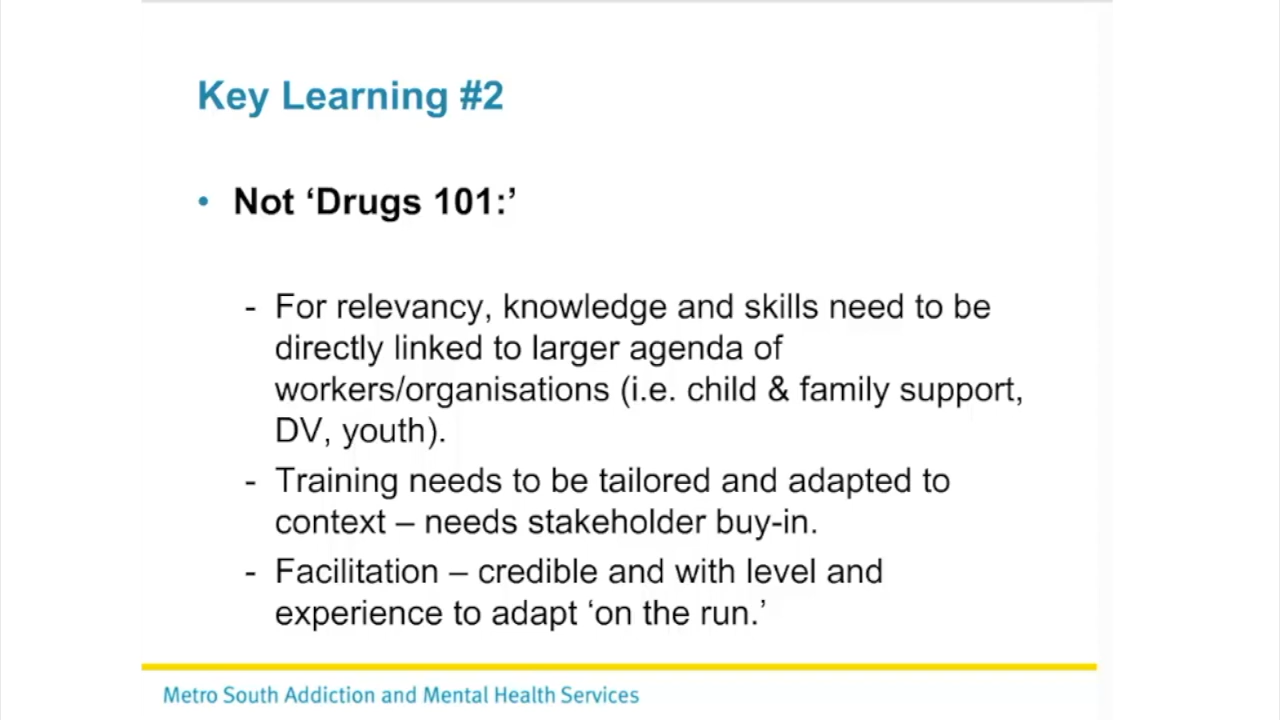 Key Learning #2
• Not ‘Drugs 101:’
- For relevancy, knowledge and skills need to be
directly linked to larger agenda of
workers/organisations (i.e. child & family support,
DV, youth).
- Training needs to be tailored and adapted to
context – needs stakeholder buy-in.
- Facilitation – credible and with level and
experience to adapt ‘on the run.’
Metro South Addiction and Mental Health Services